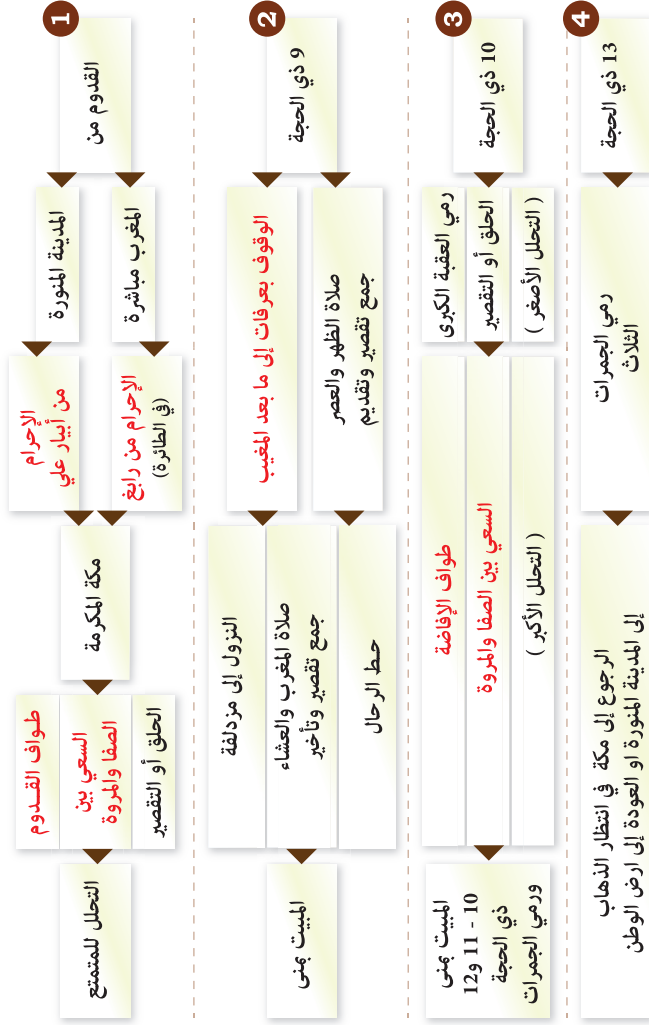 1
القدوم من
المدينة المنورة
المغرب مباشرة
الإحرام
من أبيار علي
الإحرام من رابغ
(في الطائرة)
مكة المكرمة
طواف القـدوم
السعي بين
الصفا والمروة
الحلق أو التقصير
التحلل للمتمتع
2
9 ذي الحجة
الوقوف بعرفات إلى ما بعد المغيب
صلاة الظهر والعصر
جمع تقصير وتقديم
النزول إلى مزدلفة
صلاة المغرب والعشاء
جمع تقصير وتأخير
حـط الرحال
المبيت بمنى
3
10 ذي الحجة
رمي العقبة الكبرى
الحلق أو التقصير
( التحلل الأصغر )
طواف الإفاضة
السعي بين الصفا والمروة
( التحلل الأكبر )
المبيت بمنى
10 - 11 و12
ذي الحجة
ورمي الجمرات
4
13 ذي الحجة
رمي الجمرات
الثلاث
الرجوع إلى مكة في انتظار الذهاب
إلى المدينة المنورة او العودة إلى ارض الوطن